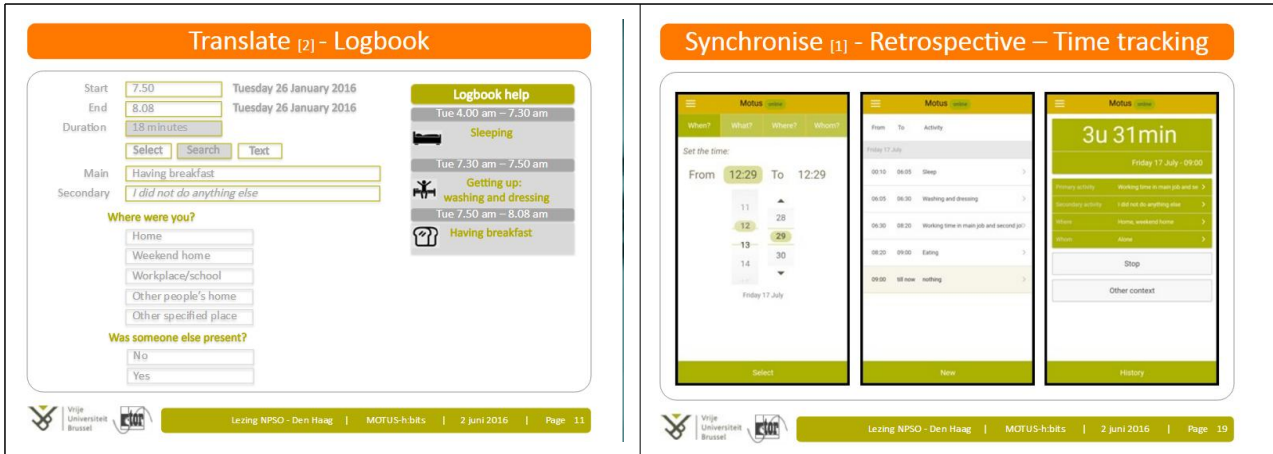 Translate [2] - Logbook
Start 7.50 Tuesday 26 January 2016
End 8.08 Tuesday 26 January 2016
Duration 18 minutes
Select Search Text
Main Having breakfast
Secondary I did not do anything else
Where were you?
Home
Weekend home
Workplace/school
Other people's home
Other specified place
Was someone else present?
No
Yes
Logbook help
Tue 4.00 am – 7.30 am
Sleeping
Tue 7.30 am – 7.50 am
Getting up:
washing and dressing
Tue 7.50 am – 8.08 am
Having breakfast
Vrije
Universiteit
Brussel
tor
Lezing NPSO - Den Haag | MOTUS-h:bits | 2 juni 2016 | Page 11
Synchronise [1] - Retrospective – Time tracking
Motus online
When? What? Where? Whom?
Set the time:
From 12:29 To 12:29
11
28
12
29
13
30
14
Friday 17 July
Select
Motus online
From To Activity
Friday 17 July
00:10 06:05 Sleep
06:05 06:30 Washing and dressing
06:30 08:20 Working time in main job and second jo
08:20 09:00 Eating
09:00 till now nothing
New
Motus online
3u 31min
Friday 17 July - 09:00
Primary activity Working time in main job and se
Secondary activity I did not do anything else
Where Home, weekend home
Whom Alone
Stop
Other context
History
Vrije
Universiteit
Brussel
tor
Lezing NPSO - Den Haag | MOTUS-h:bits | 2 juni 2016 | Page 19